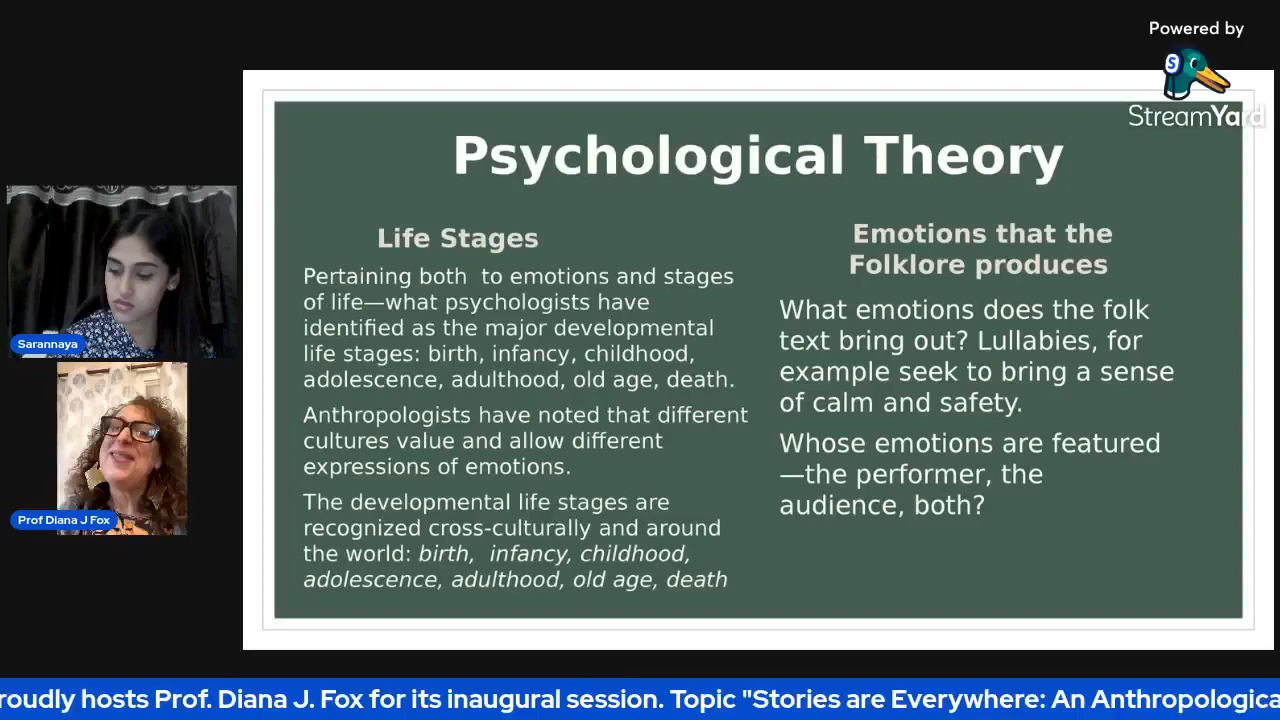 Powered by
S
StreamYard
Psychological Theory
Life Stages
Pertaining both  to emotions and stages
of life—what psychologists have
identified as the major developmental
life stages: birth, infancy, childhood,
adolescence, adulthood, old age, death.
Anthropologists have noted that different
cultures value and allow different
expressions of emotions.
The developmental life stages are
recognized cross-culturally and around
the world: birth,  infancy, childhood,
adolescence, adulthood, old age, death
Emotions that the
Folklore produces
What emotions does the folk
text bring out? Lullabies, for
example seek to bring a sense
of calm and safety.
Whose emotions are featured
—the performer, the
audience, both?
Sarannaya
Prof Diana J Fox
roudly hosts Prof. Diana J. Fox for its inaugural session. Topic "Stories are Everywhere: An Anthropologica